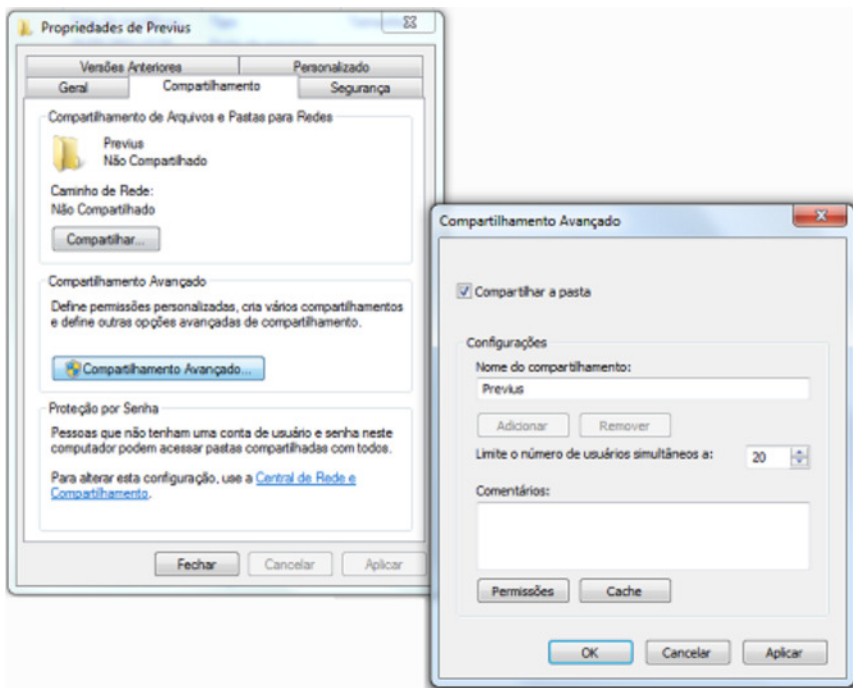 Propriedades de Previus
Versões Anteriores
Personalizado
Geral
Compartilhamento
Segurança
Compartilhamento de Arquivos e Pastas para Redes
Previus
Não Compartilhado
Caminho de Rede:
Não Compartilhado
Compartilhar...
Compartilhamento Avançado
Define permissões personalizadas, cria vários compartilhamentos
e define outras opções avançadas de compartilhamento.
Compartilhamento Avançado...
Proteção por Senha
Pessoas que não tenham uma conta de usuário e senha neste
computador podem acessar pastas compartilhadas com todos.
Para alterar esta configuração, use a Central de Rede e
Compartilhamento.
Fechar
Cancelar
Aplicar
Compartilhamento Avançado
Compartilhar a pasta
Configurações
Nome do compartilhamento:
Previus
Adicionar
Remover
Limite o número de usuários simultâneos a:
20
Comentários:
Permissões
Cache
OK
Cancelar
Aplicar